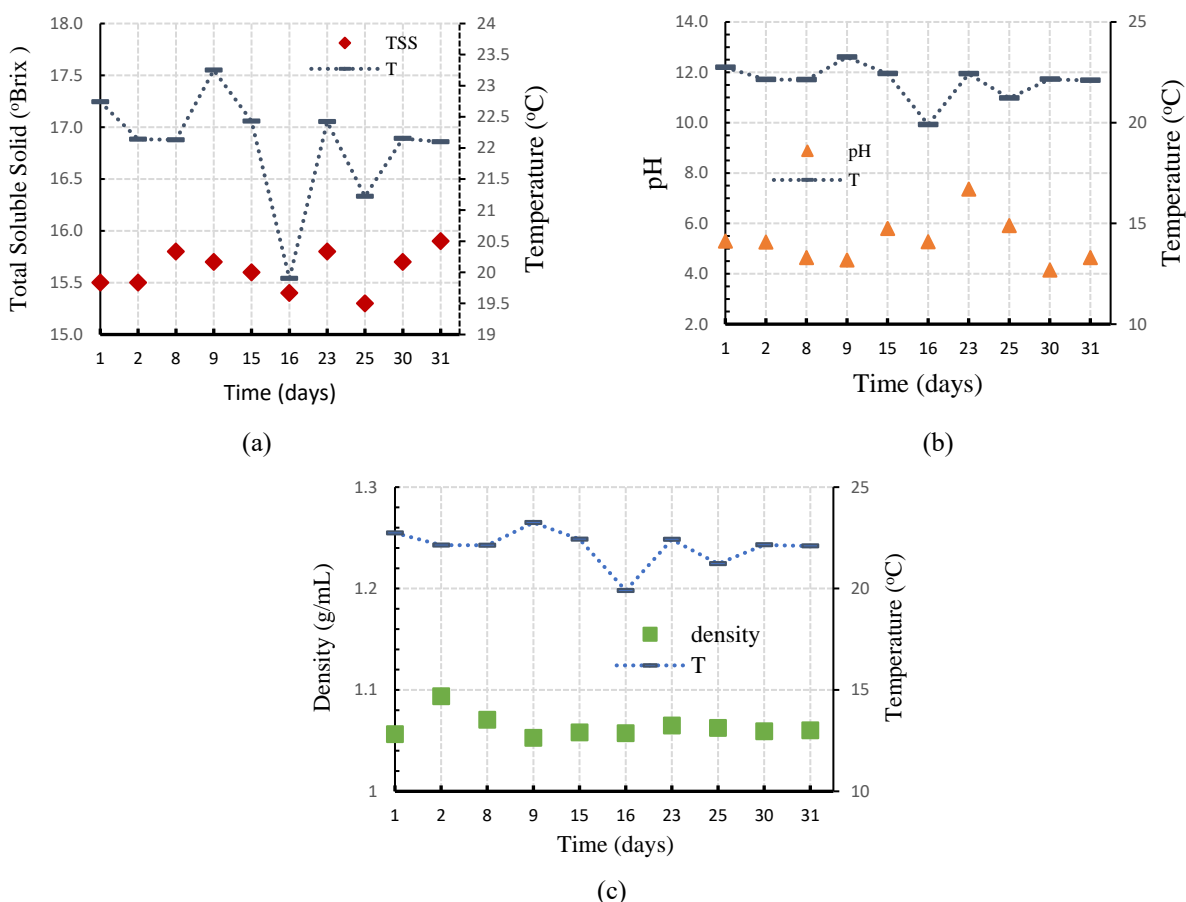 18.0
17.5
17.0
16.5
16.0
15.5
15.0
Total Soluble Solid (ºBrix )
TSS
T
24
23.5
23
22.5
22
21.5
21
20.5
20
19.5
19
Temperature (ºC)
1 2 8 9 15 16 23 25 30 31
Time (days)
(a)
14.0
12.0
10.0
8.0
6.0
4.0
2.0
pH
pH
T
25
20
15
10
Temperature (ºC)
1 2 8 9 15 16 23 25 30 31
Time (days)
(b)
1.3
1.2
1.1
1
Density (g/mL)
density
T
25
20
15
10
Temperature (ºC)
1 2 8 9 15 16 23 25 30 31
Time (days)
(c)